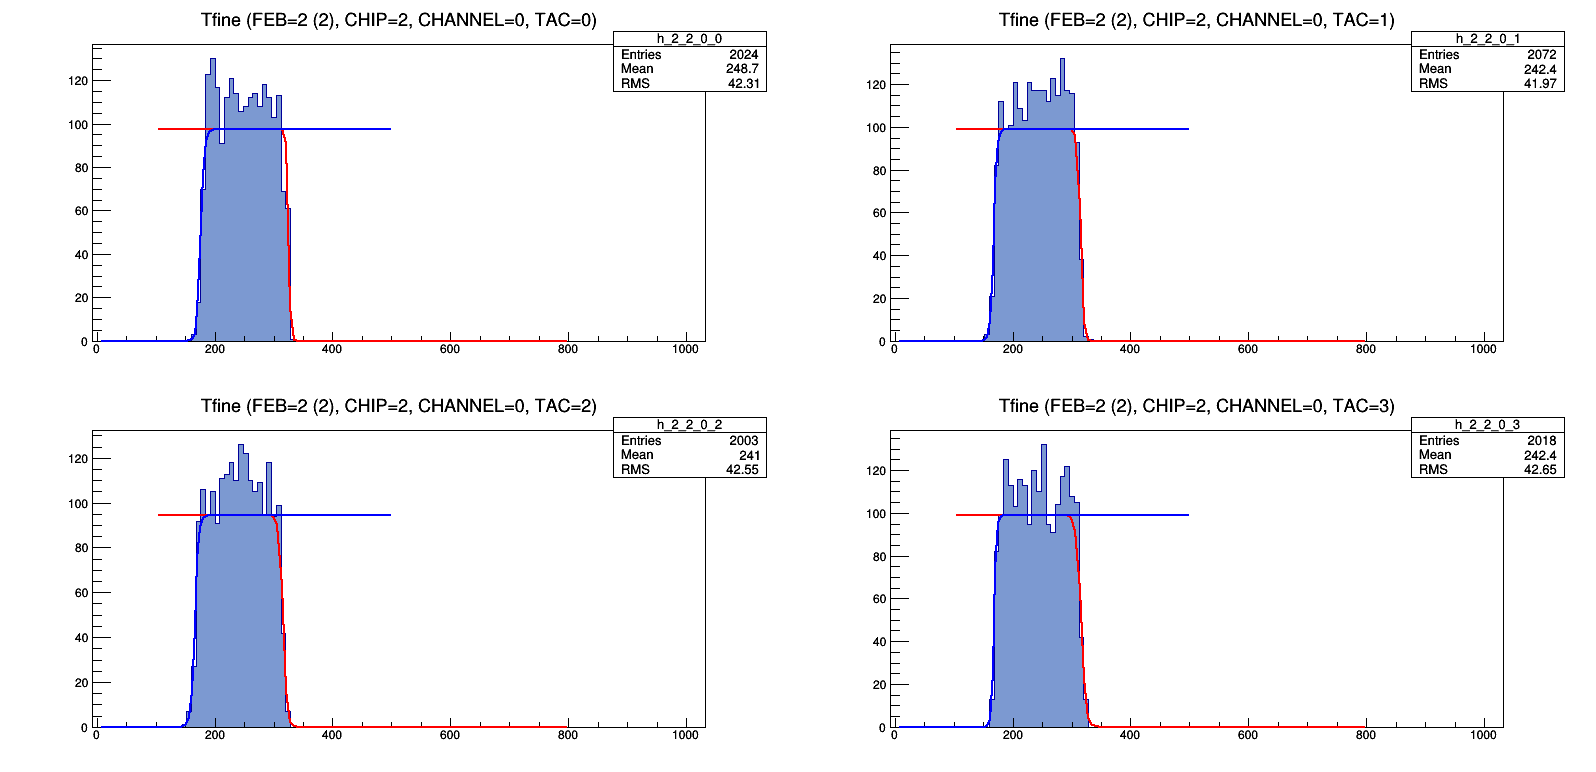 Tfine (FEB=2 (2), CHIP=2, CHANNEL=0, TAC=0)
h_2_2_0_0
Entries 2024
Mean 248.7
RMS 42.31
120
100
80
60
40
20
0
0 200 400 600 800 1000
Tfine (FEB=2 (2), CHIP=2, CHANNEL=0, TAC=1)
h_2_2_0_1
Entries 2072
Mean 242.4
RMS 41.97
120
100
80
60
40
20
0
0 200 400 600 800 1000
Tfine (FEB=2 (2), CHIP=2, CHANNEL=0, TAC=2)
h_2_2_0_2
Entries 2003
Mean 241
RMS 42.55
120
100
80
60
40
20
0
0 200 400 600 800 1000
Tfine (FEB=2 (2), CHIP=2, CHANNEL=0, TAC=3)
h_2_2_0_3
Entries 2018
Mean 242.4
RMS 42.65
120
100
80
60
40
20
0
0 200 400 600 800 1000